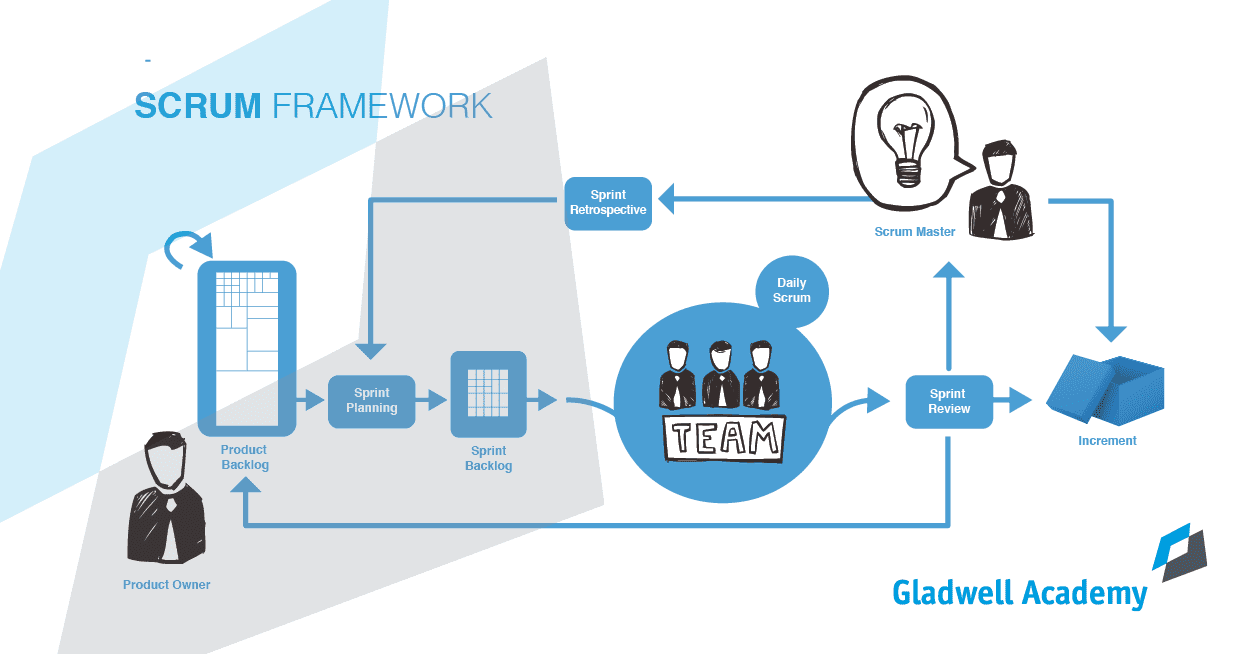 -
SCRUM FRAMEWORK
Sprint
Retrospective
Scrum Master
Daily
Scrum
Sprint
Planning
TEAM
Sprint
Review
Product
Backlog
Sprint
Backlog
Increment
Product Owner
Gladwell Academy